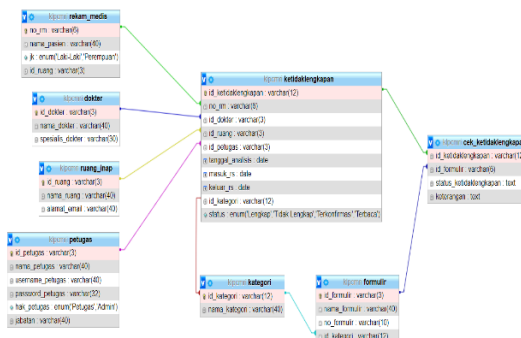 rekam_medis
no_rm : varchar(6)
nama_pasien : varchar(40)
jk : enum('Laki-Laki','Perempuan')
id_ruang : varchar(3)
dokter
id_dokter : varchar(3)
nama_dokter : varchar(40)
spesialis_dokter : varchar(30)
ruang_inap
id_ruang : varchar(3)
nama_ruang : varchar(40)
alamat_email : varchar(40)
petugas
id_petugas : varchar(3)
nama_petugas : varchar(40)
username_petugas : varchar(40)
password_petugas : varchar(32)
hak_petugas : enum('Petugas','Admin')
jabatan : varchar(40)
ketidaklengkapan
id_ketidaklengkapan : varchar(12)
no_rm : varchar(6)
id_dokter : varchar(3)
id_ruang : varchar(3)
id_petugas : varchar(3)
tanggal_analisis : date
masuk_rs : date
keluar_rs : date
id_kategori : varchar(12)
status : enum('Lengkap','Tidak Lengkap','Terkonfirmasi','Terbaca')
kategori
id_kategori : varchar(12)
nama_kategori : varchar(40)
formulir
id_formulir : varchar(3)
nama_formulir : varchar(40)
no_formulir : varchar(10)
id_kategori : varchar(12)
cek_ketidaklengkapan
id_ketidaklengkapan : varchar(12
id_formulir : varchar(6)
status_ketidaklengkapan : text
keterangan : text